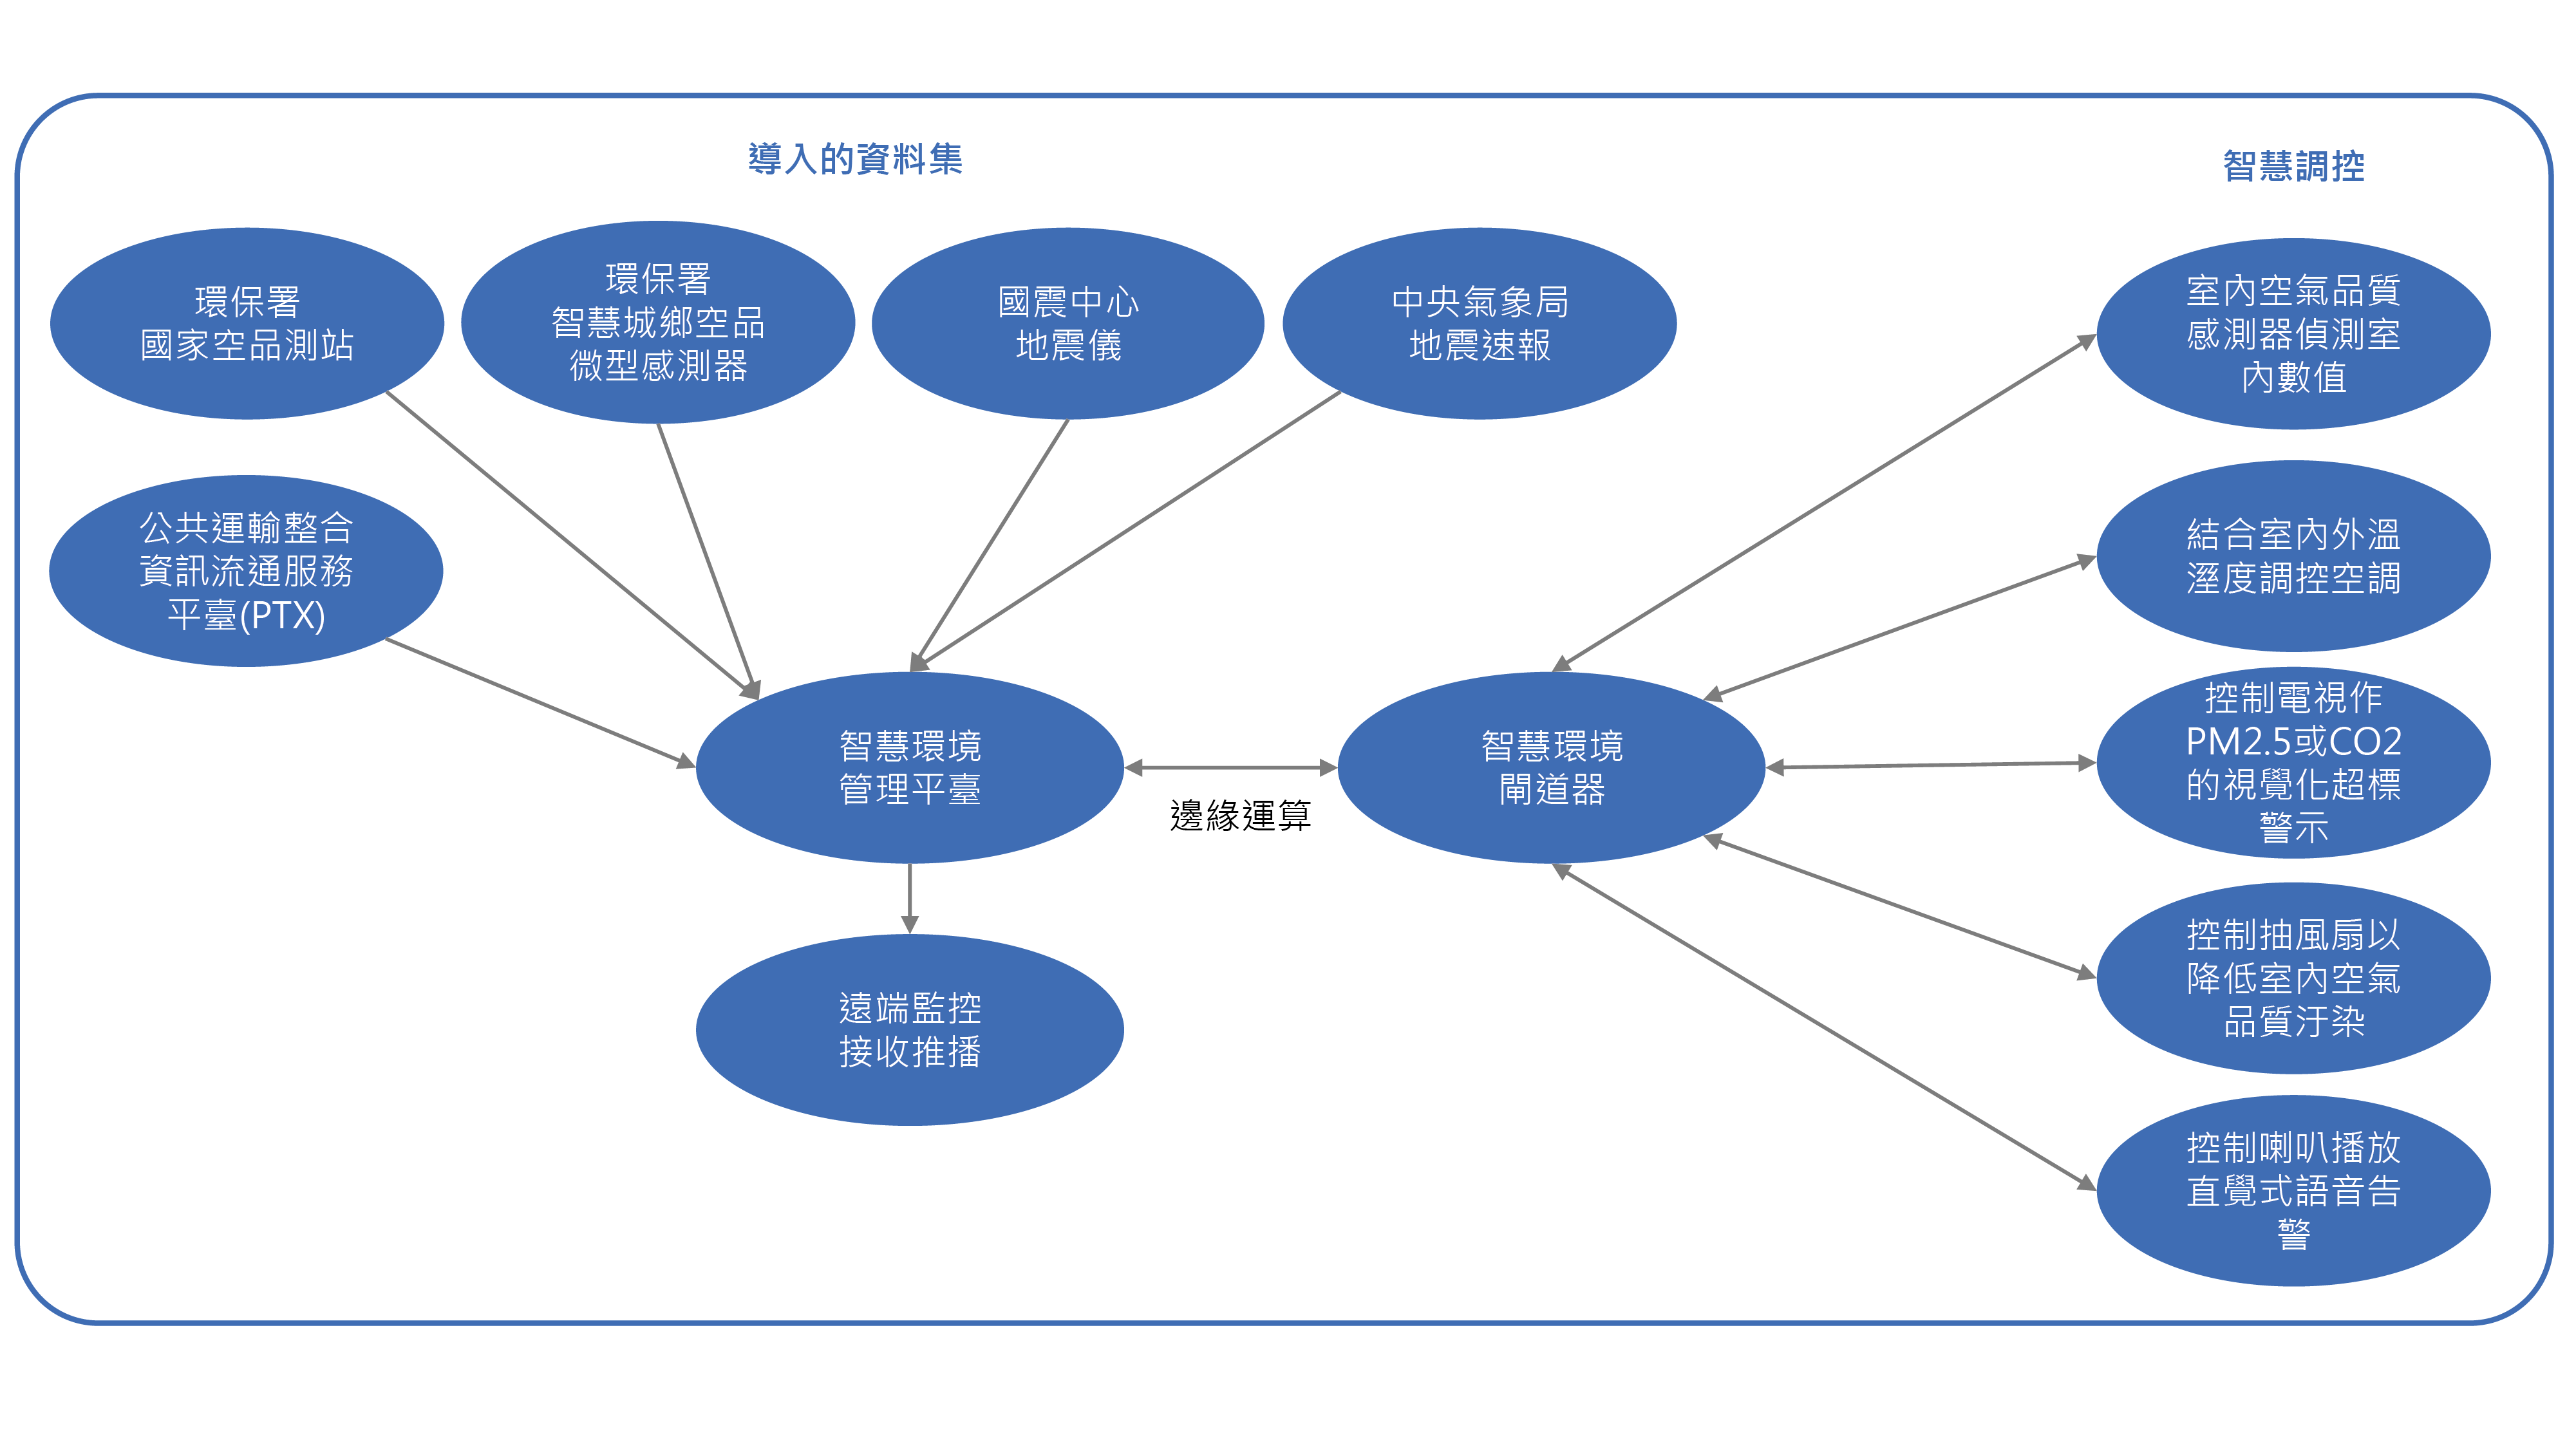 導入的資料集
智慧調控
環保署
國家空品測站
環保署
智慧城鄉空品
微型感測器
國震中心
地震儀
中央氣象局
地震速報
公共運輸整合
資訊流通服務
平臺(PTX)
智慧環境
管理平臺
邊緣運算
智慧環境
閘道器
遠端監控
接收推播
室內空氣品質
感測器偵測室
內數值
結合室內外溫
溼度調控空調
控制電視作
PM2.5或CO2
的視覺化超標
警示
控制抽風扇以
降低室內空氣
品質汙染
控制喇叭播放
直覺式語音告
警